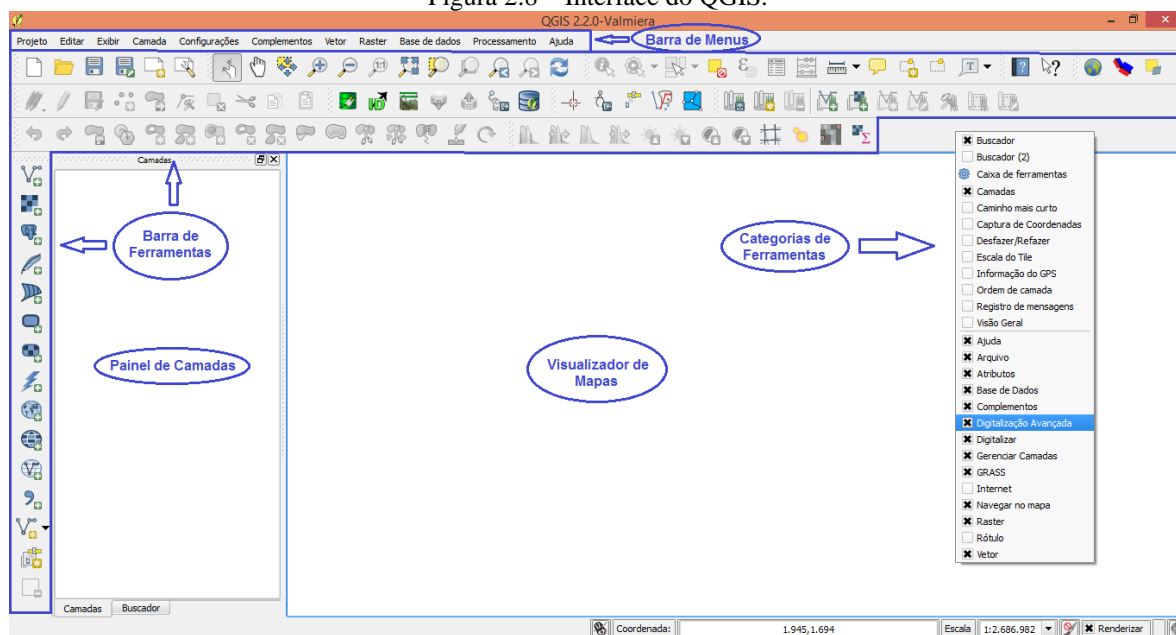 Figura 2.8 – Interface do QGIS.
QGIS 2.2.0-Valmiera
Projeto Editar Exibir Camada Configurações Complementos Vetor Raster Base de dados Processamento Ajuda
Barra de Menus
Camadas
Barra de
Ferramentas
Painel de Camadas
Visualizador de
Mapas
Categorias de
Ferramentas
Buscador
Buscador (2)
Caixa de ferramentas
Camadas
Caminho mais curto
Captura de Coordenadas
Desfazer/Refazer
Escala do Tile
Informação do GPS
Ordem de camada
Registro de mensagens
Visão Geral
Ajuda
Arquivo
Atributos
Base de Dados
Complementos
Digitalização Avançada
Digitalizar
Gerenciar Camadas
GRASS
Internet
Navegar no mapa
Raster
Rótulo
Vetor
Camadas Buscador
Coordenada: 1.945,1.694 Escala 1:2.686.982 Renderizar